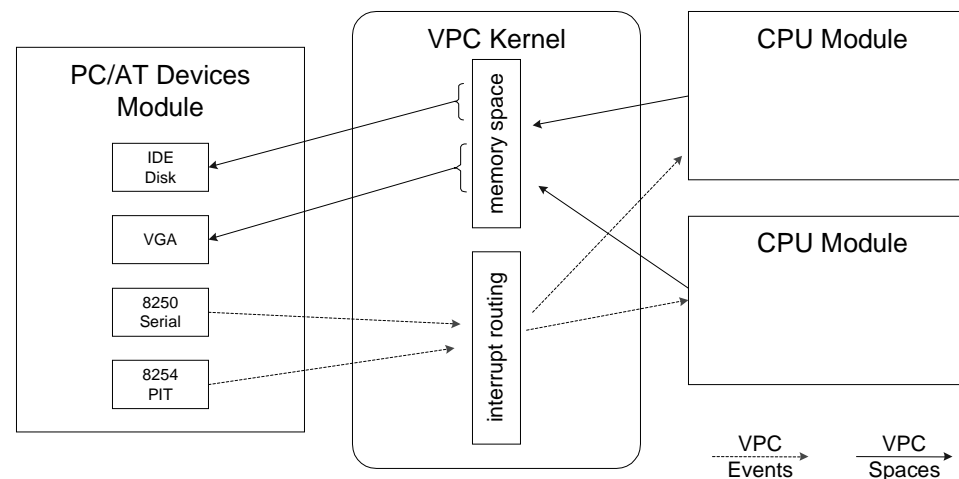 PC/AT Devices
Module
IDE
Disk
VGA
8250
Serial
8254
PIT
VPC Kernel
memory space
interrupt routing
CPU Module
CPU Module
VPC
Events
VPC
Spaces